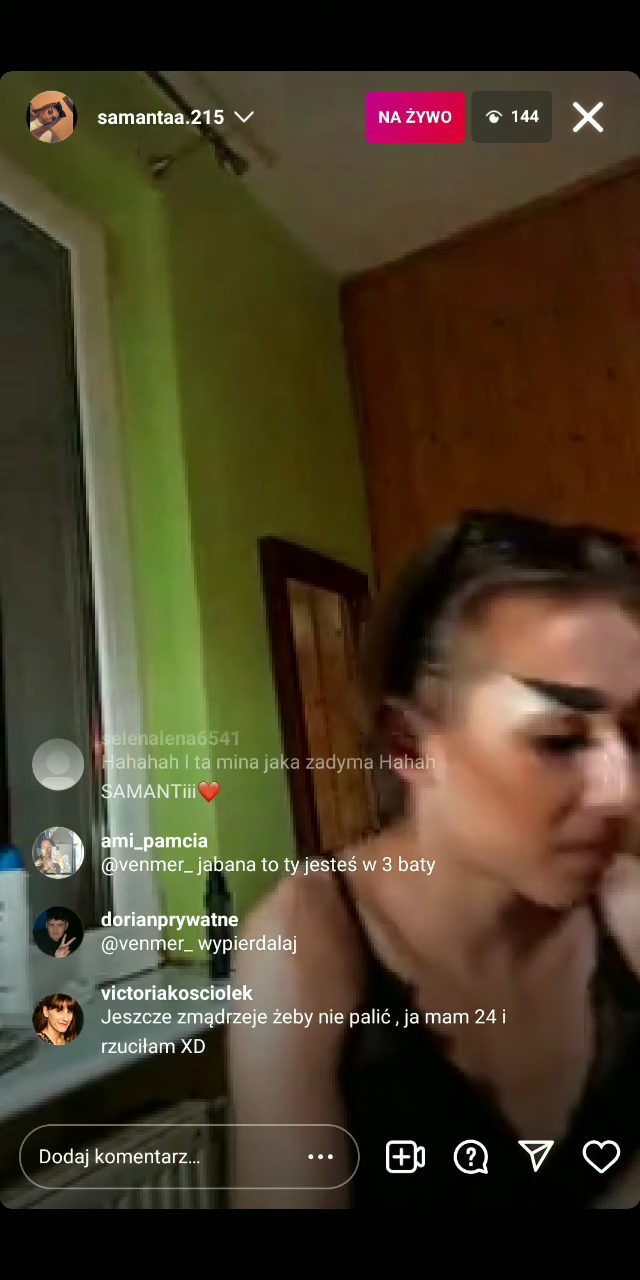 samantaa.215
NA ŻYWO
144
selenalena6541
Hahahah I ta mina jaka zadyma Hahah
SAMANTiii❤️
ami_pamcia
@venmer_ jabana to ty jesteś w 3 baty
dorianprywatne
@venmer_ wypierdalaj
victoriakosciolek
Jeszcze zmądrzeje żeby nie palić , ja mam 24 i
rzuciłam XD
Dodaj komentarz...